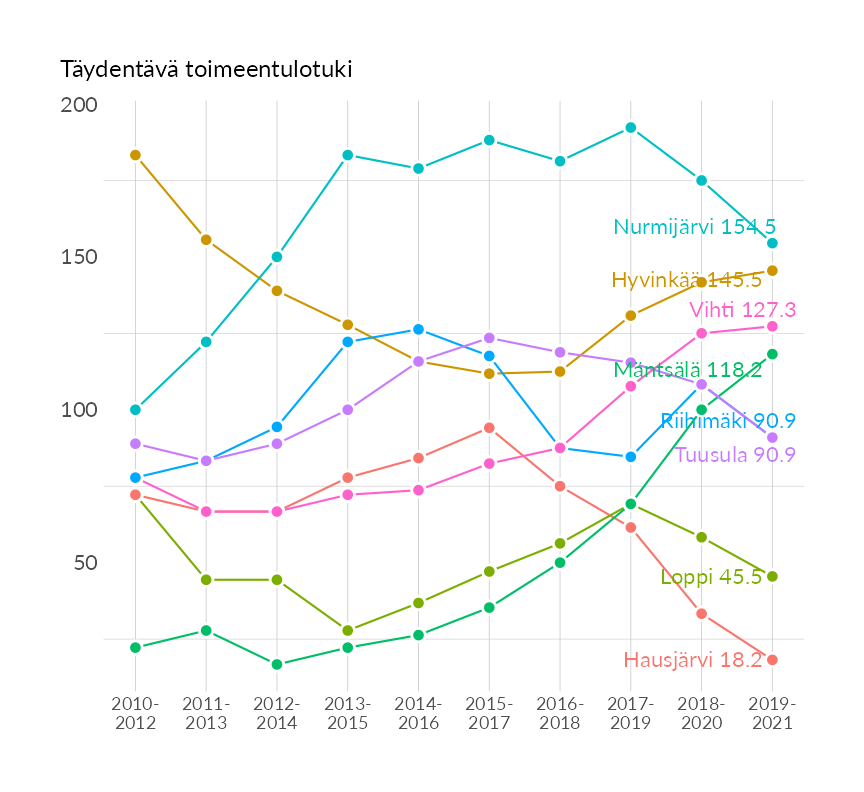 Täydentävä toimeentulotuki
200
150
100
50
Nurmijärvi 154.5
Hyvinkää 145.5
Vihti 127.3
Mäntsälä 118.2
Riihimäki 90.9
Tuusula 90.9
Loppi 45.5
Hausjärvi 18.2
2010- 2011- 2012- 2013- 2014- 2015- 2016- 2017- 2018- 2019-
2012 2013 2014 2015 2016 2017 2018 2019 2020 2021